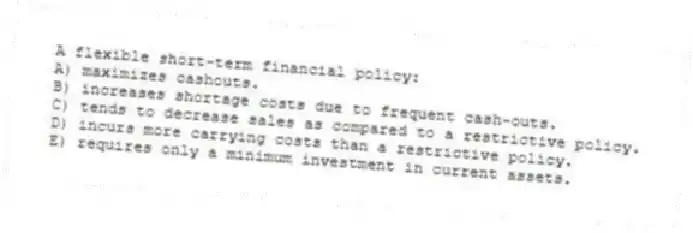 A flexible short-term financial policy:
A) maximizes cashouts.
B) increases shortage costs due to frequent cash-outs.
C) tends to decrease sales as compared to a restrictive policy.
D) incurs more carrying costs than a restrictive policy.
E) requires only a minimum investment in current assets.